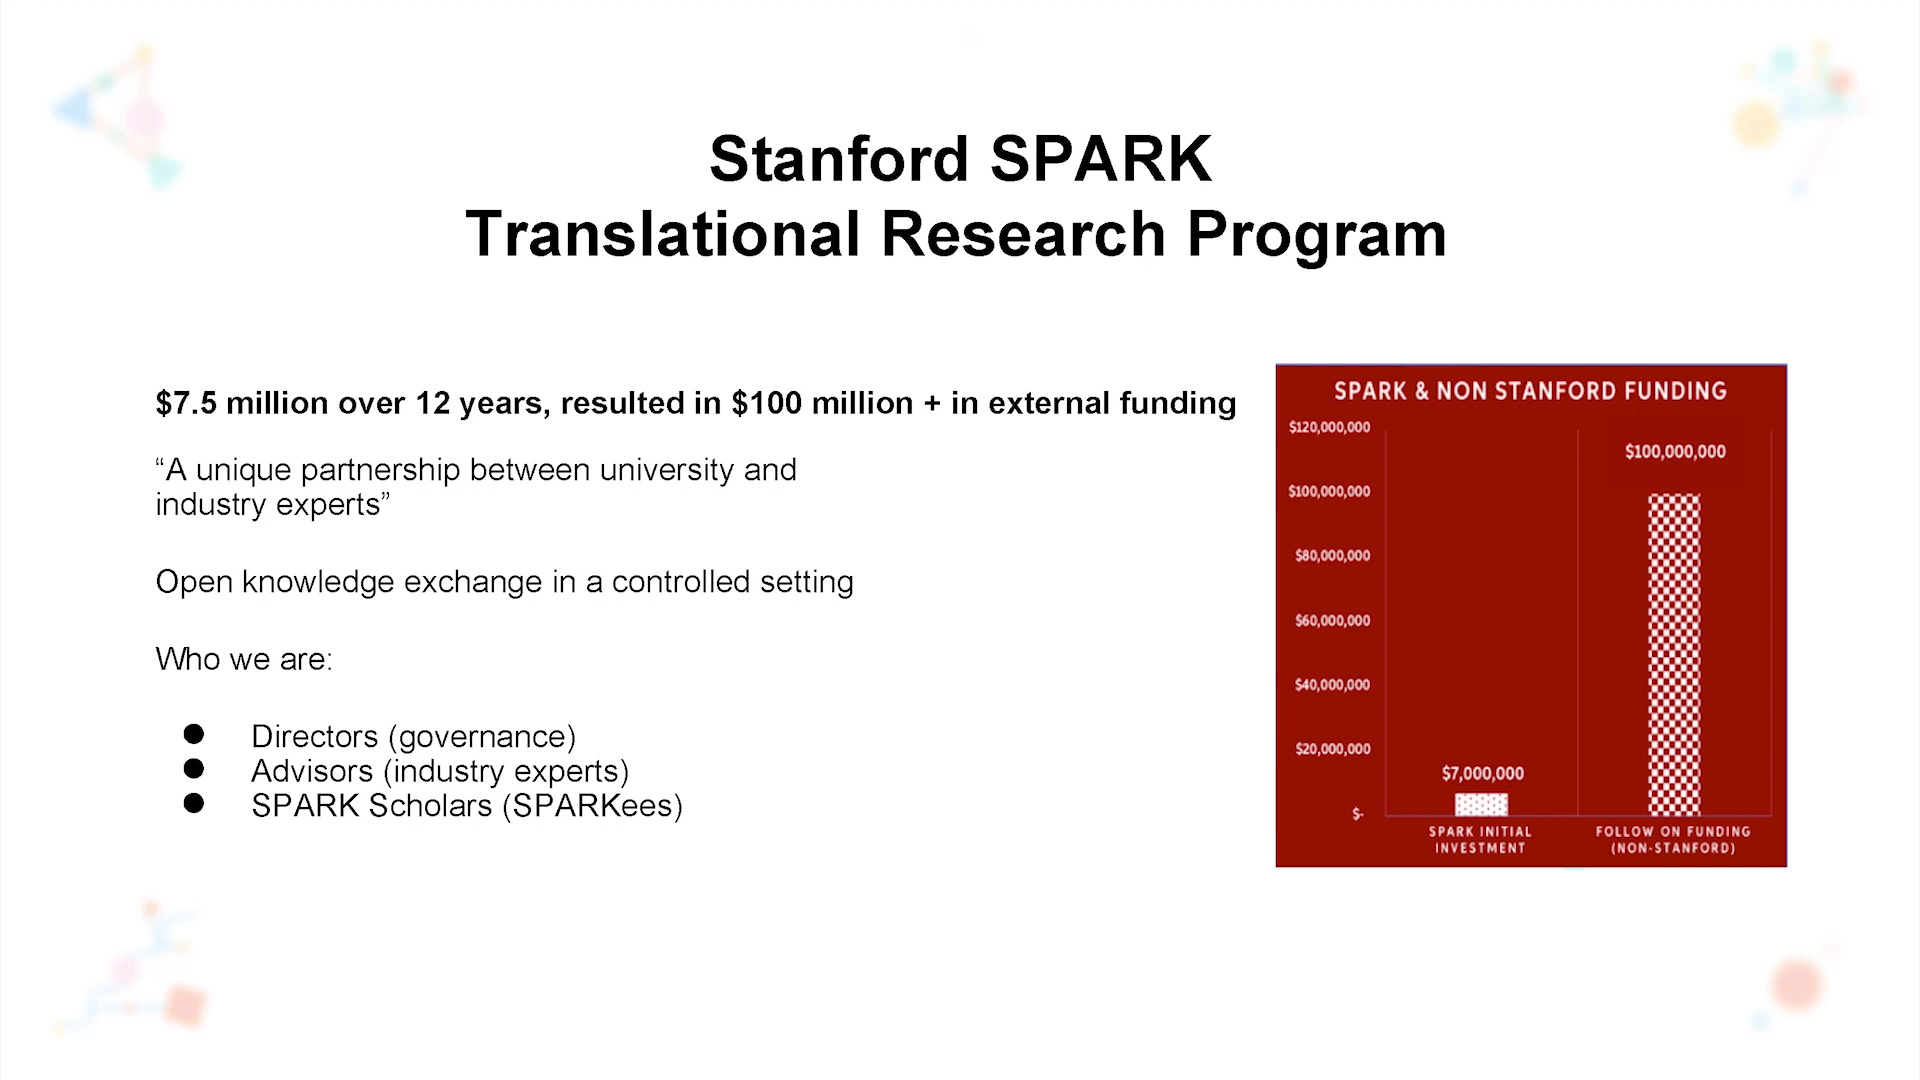 Stanford SPARK
Translational Research Program
$7.5 million over 12 years, resulted in $100 million + in external funding
“A unique partnership between university and
industry experts”
Open knowledge exchange in a controlled setting
Who we are:
● Directors (governance)
● Advisors (industry experts)
● SPARK Scholars (SPARKees)
SPARK & NON STANFORD FUNDING
$120,000,000
$100,000,000
$80,000,000
$60,000,000
$40,000,000
$20,000,000
$-
$7,000,000
$100,000,000
SPARK INITIAL
INVESTMENT
FOLLOW ON FUNDING
(NON-STANFORD)